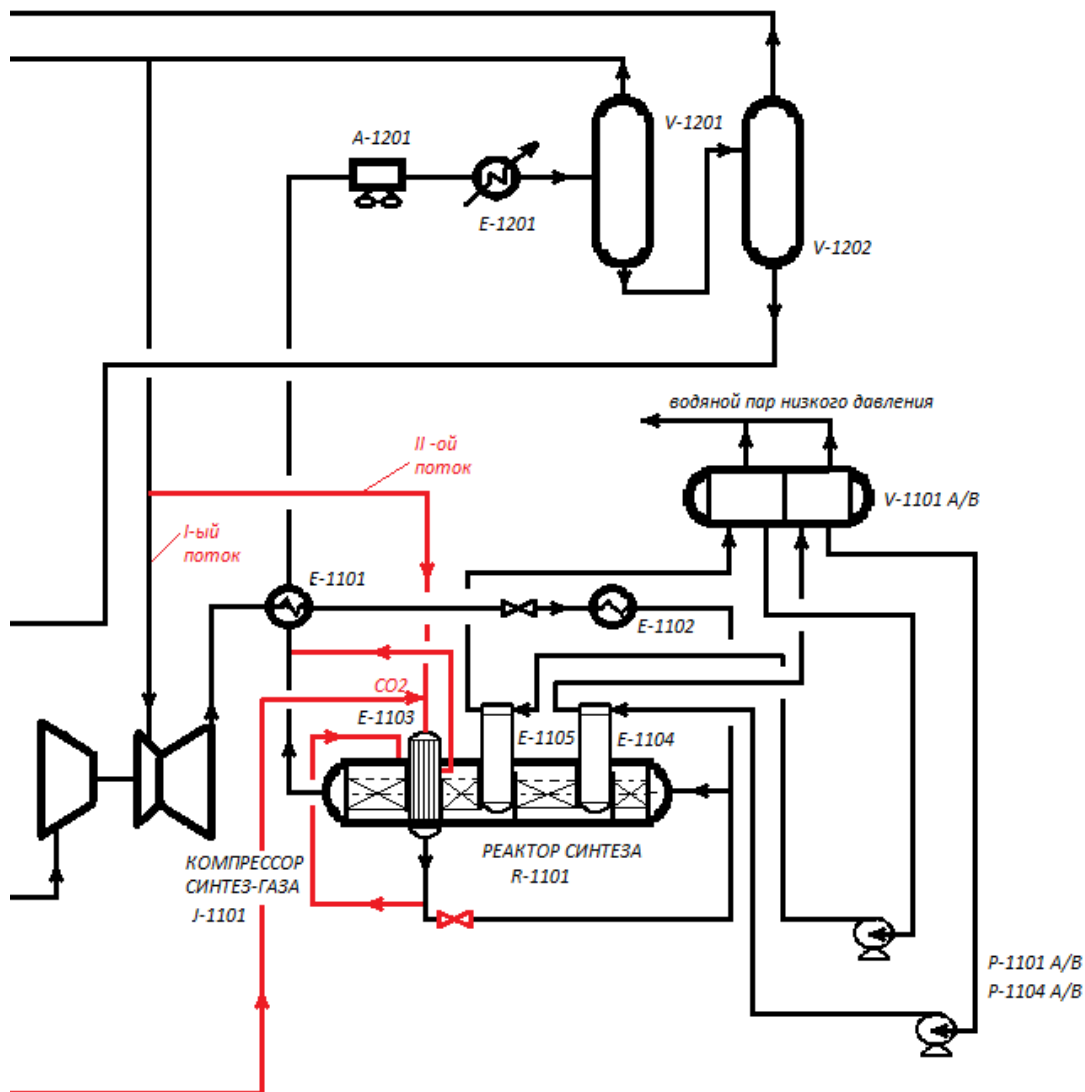 V-1201
A-1201
E-1201
V-1202
водяной пар низкого давления
II -ой
поток
V-1101 А/В
I-ый
поток
E-1101
E-1102
CO2
E-1103
E-1105
E-1104
КОМПРЕССОР
СИНТЕЗ-ГАЗА
J-1101
РЕАКТОР СИНТЕЗА
R-1101
P-1101 А/В
P-1104 А/В